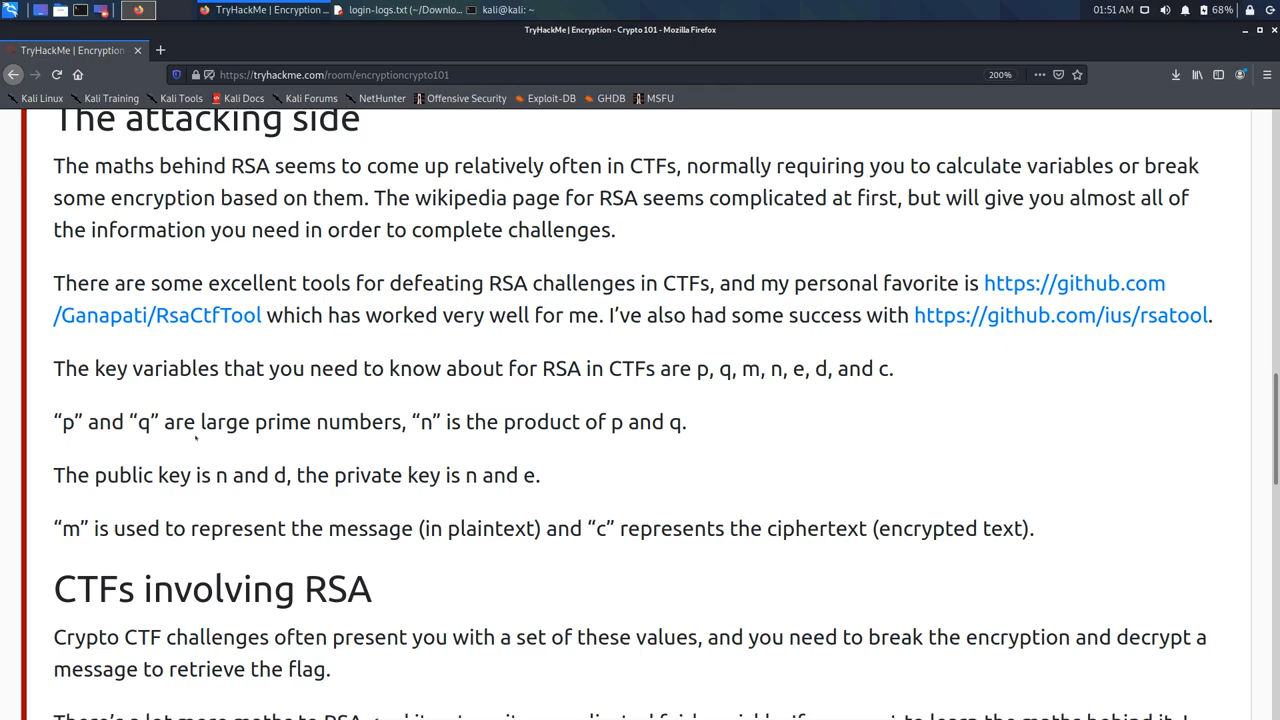 TryHackMe | Encryption ...
login-logs.txt (~/Downlo...
kali@kali: ~
01:51 AM
68%
TryHackMe | Encryption - Crypto 101 - Mozilla Firefox
TryHackMe | Encryption
https://tryhackme.com/room/encryptioncrypto101
200%
Kali Linux
Kali Training
Kali Tools
Kali Docs
Kali Forums
NetHunter
Offensive Security
Exploit-DB
GHDB
MSFU
The attacking side
The maths behind RSA seems to come up relatively often in CTFs, normally requiring you to calculate variables or break
some encryption based on them. The wikipedia page for RSA seems complicated at first, but will give you almost all of
the information you need in order to complete challenges.
There are some excellent tools for defeating RSA challenges in CTFs, and my personal favorite is https://github.com
/Ganapati/RsaCtfTool which has worked very well for me. I’ve also had some success with https://github.com/ius/rsatool.
The key variables that you need to know about for RSA in CTFs are p, q, m, n, e, d, and c.
“p” and “q” are large prime numbers, “n” is the product of p and q.
The public key is n and d, the private key is n and e.
“m” is used to represent the message (in plaintext) and “c” represents the ciphertext (encrypted text).
CTFs involving RSA
Crypto CTF challenges often present you with a set of these values, and you need to break the encryption and decrypt a
message to retrieve the flag.
There’s a lot more maths to RSA